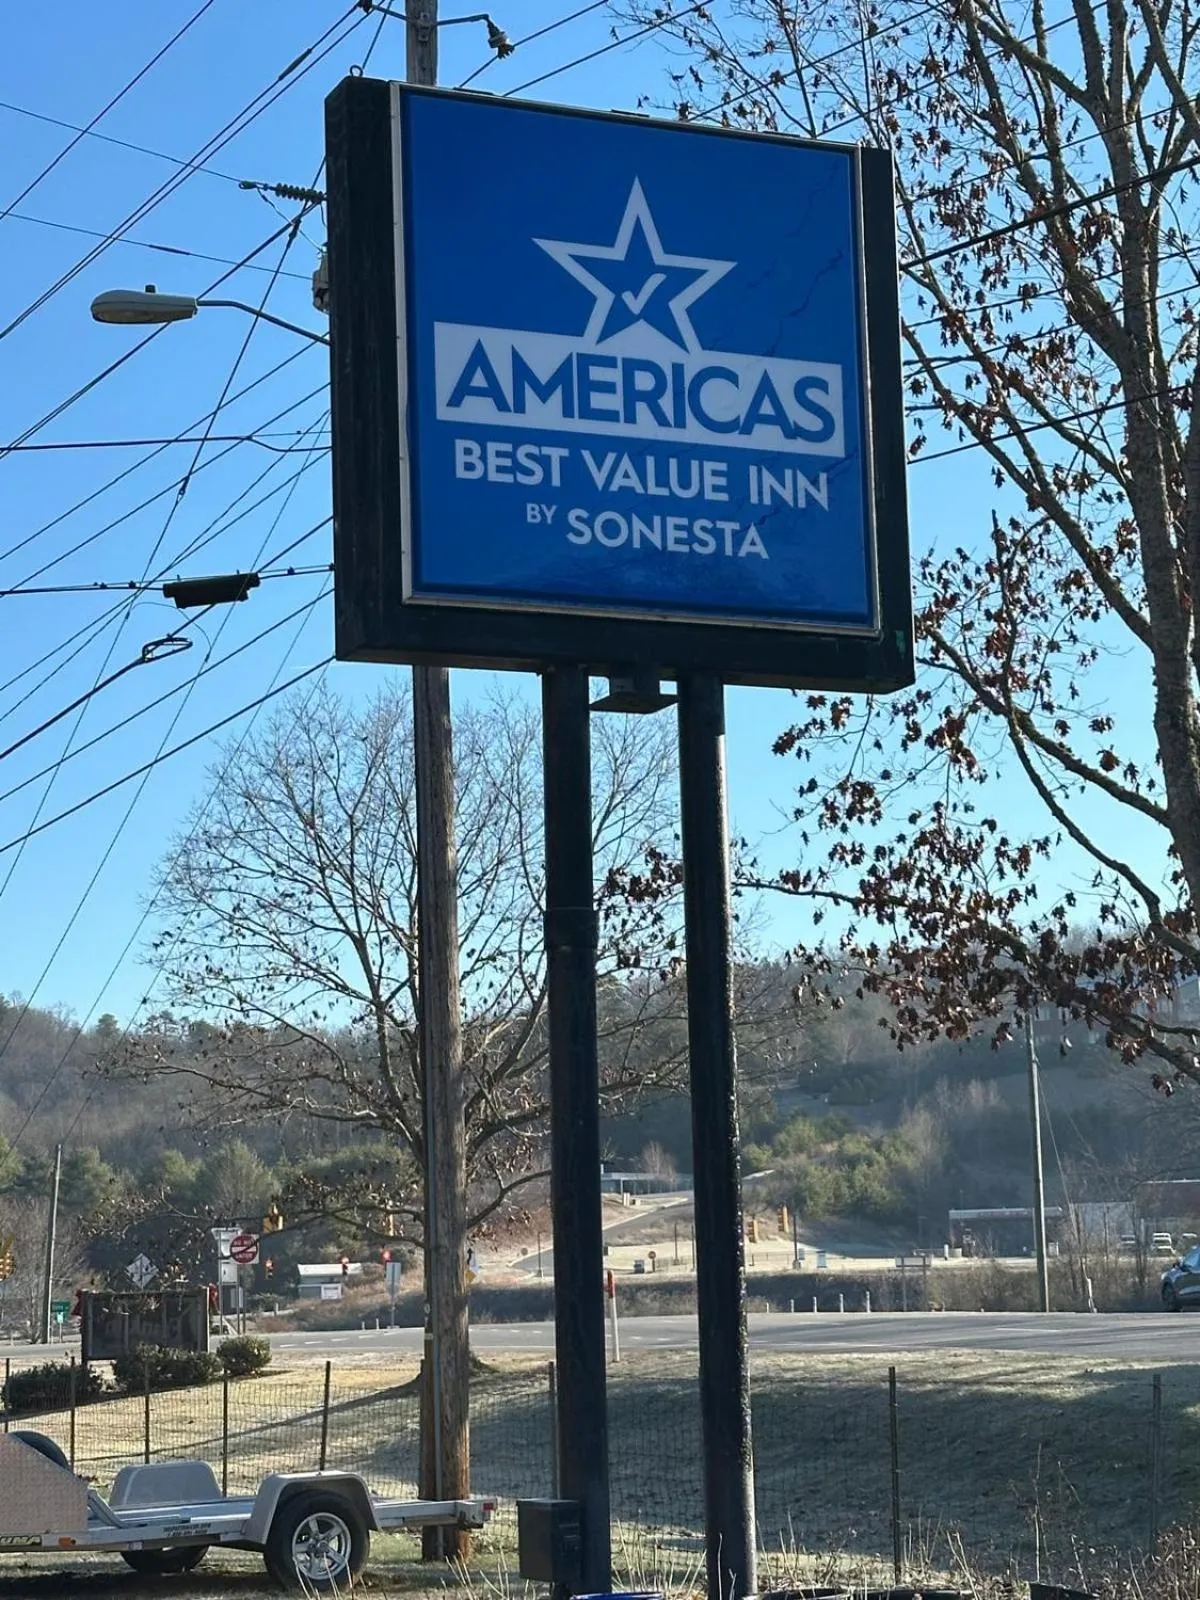 AMERICAS
BEST VALUE INN
BY SONESTA